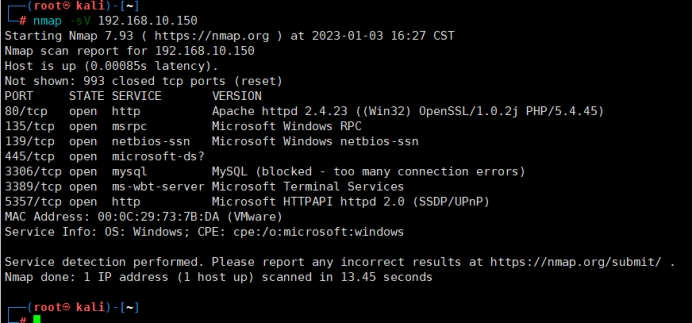 ┌──(root㉿kali)-[~]
└─# nmap -sV 192.168.10.150
Starting Nmap 7.93 ( https://nmap.org ) at 2023-01-03 16:27 CST
Nmap scan report for 192.168.10.150
Host is up (0.00085s latency).
Not shown: 993 closed tcp ports (reset)
PORT     STATE SERVICE       VERSION
80/tcp   open  http          Apache httpd 2.4.23 ((Win32) OpenSSL/1.0.2j PHP/5.4.45)
135/tcp  open  msrpc         Microsoft Windows RPC
139/tcp  open  netbios-ssn   Microsoft Windows netbios-ssn
445/tcp  open  microsoft-ds?
3306/tcp open  mysql         MySQL (blocked - too many connection errors)
3389/tcp open  ms-wbt-server Microsoft Terminal Services
5357/tcp open  http          Microsoft HTTPAPI httpd 2.0 (SSDP/UPnP)
MAC Address: 00:0C:29:73:7B:DA (VMware)
Service Info: OS: Windows; CPE: cpe:/o:microsoft:windows
Service detection performed. Please report any incorrect results at https://nmap.org/submit/ .
Nmap done: 1 IP address (1 host up) scanned in 13.45 seconds
┌──(root㉿kali)-[~]
└─#